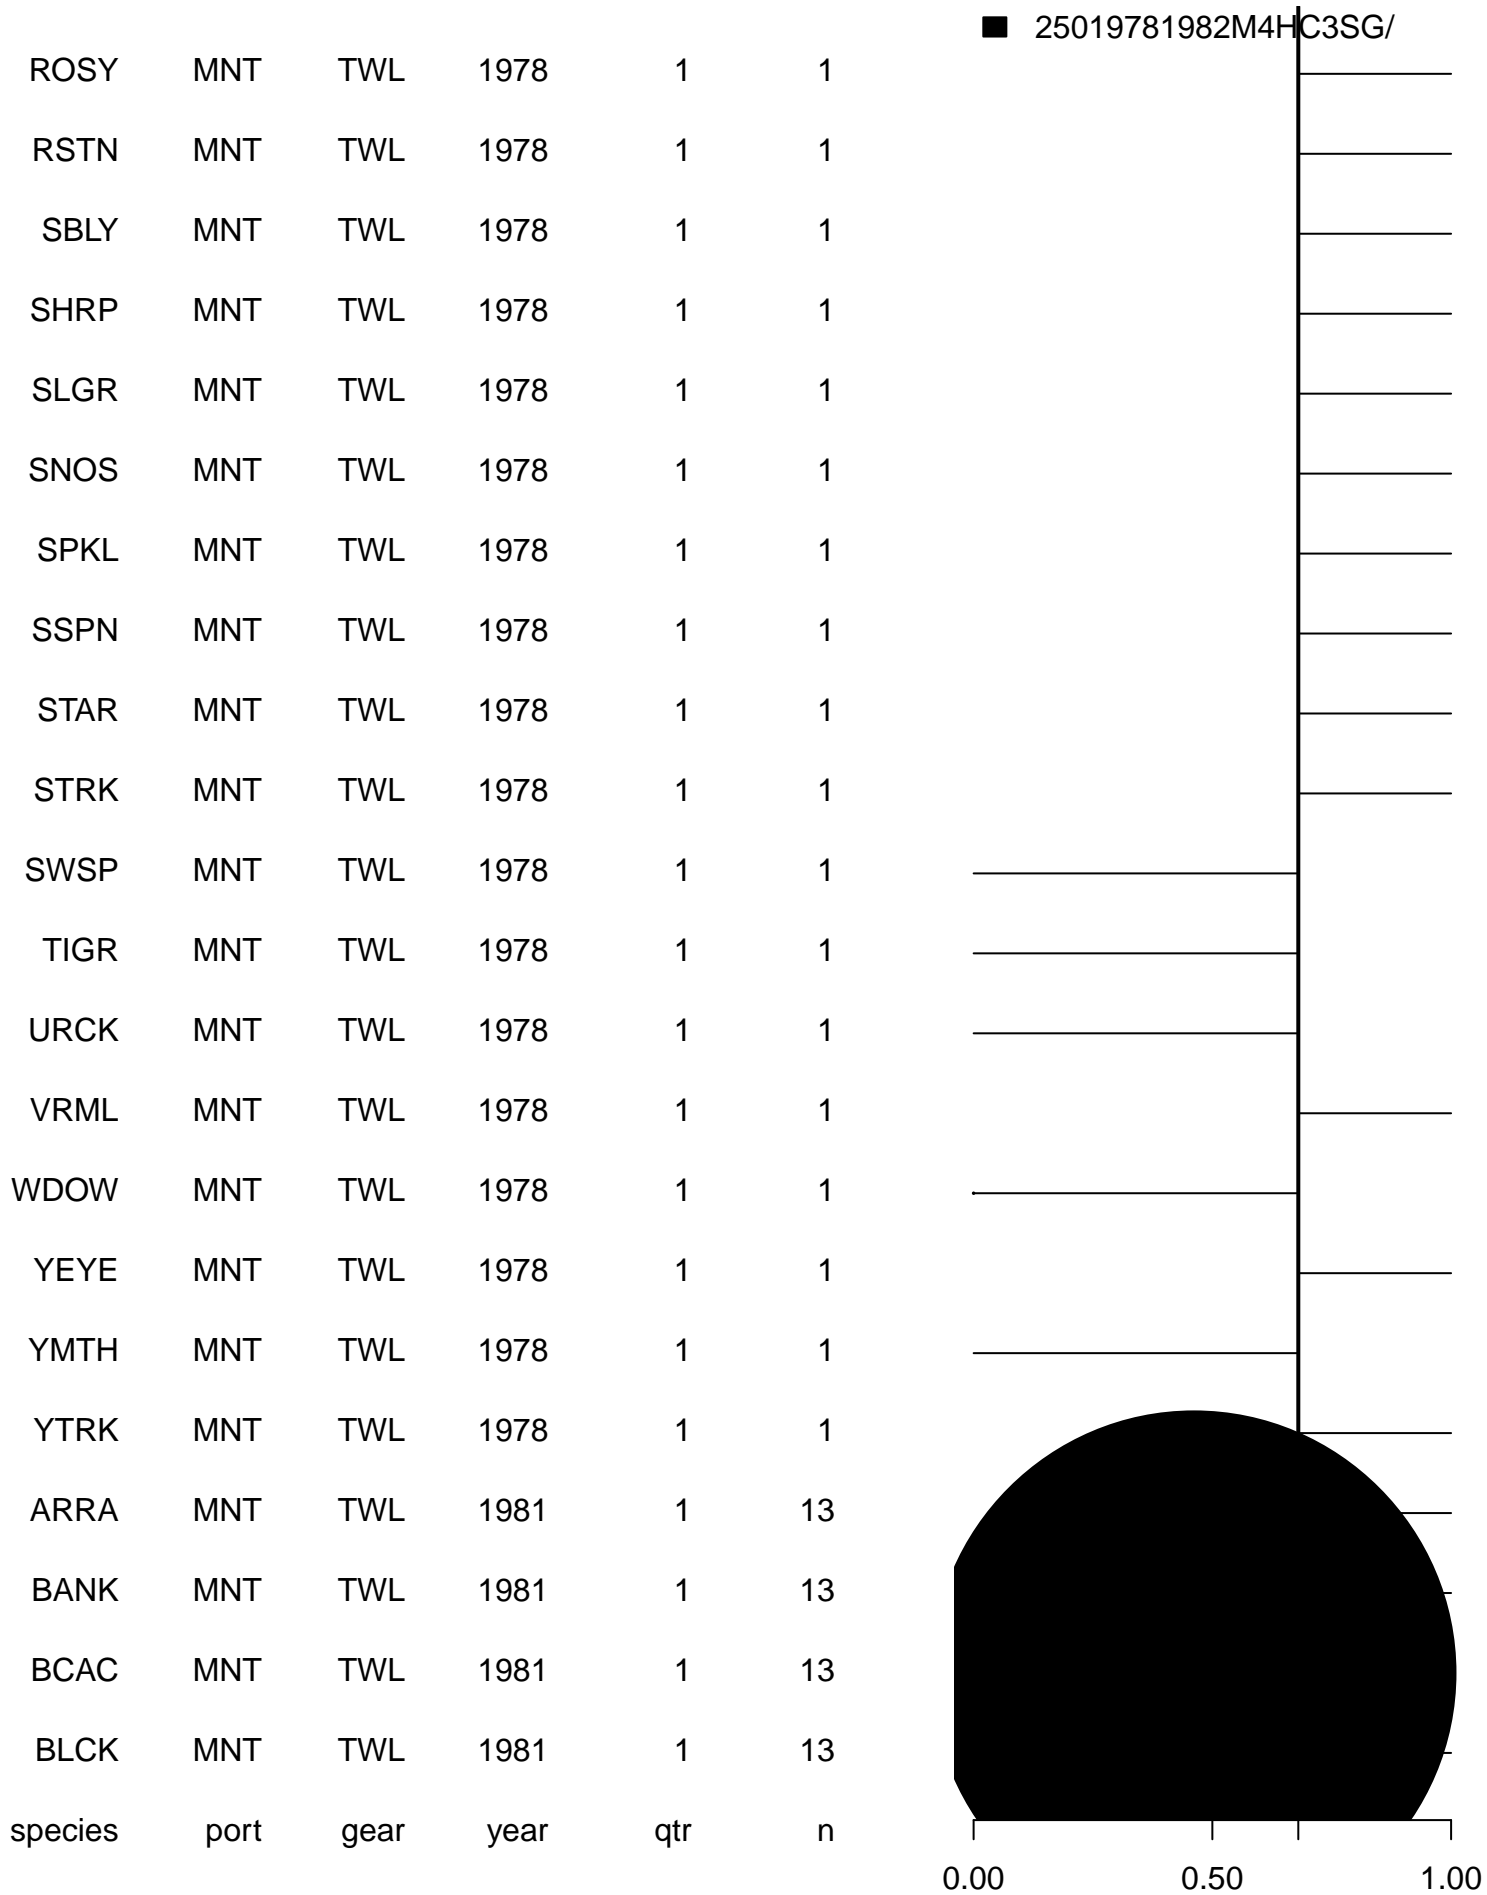 25019781982M4HC3SG/
ROSY MNT TWL 1978 1 1
RSTN MNT TWL 1978 1 1
SBLY MNT TWL 1978 1 1
SHRP MNT TWL 1978 1 1
SLGR MNT TWL 1978 1 1
SNOS MNT TWL 1978 1 1
SPKL MNT TWL 1978 1 1
SSPN MNT TWL 1978 1 1
STAR MNT TWL 1978 1 1
STRK MNT TWL 1978 1 1
SWSP MNT TWL 1978 1 1
TIGR MNT TWL 1978 1 1
URCK MNT TWL 1978 1 1
VRML MNT TWL 1978 1 1
WDOW MNT TWL 1978 1 1
YEYE MNT TWL 1978 1 1
YMTH MNT TWL 1978 1 1
YTRK MNT TWL 1978 1 1
ARRA MNT TWL 1981 1 13
BANK MNT TWL 1981 1 13
BCAC MNT TWL 1981 1 13
BLCK MNT TWL 1981 1 13
species port gear year qtr n
0.00 0.50 1.00